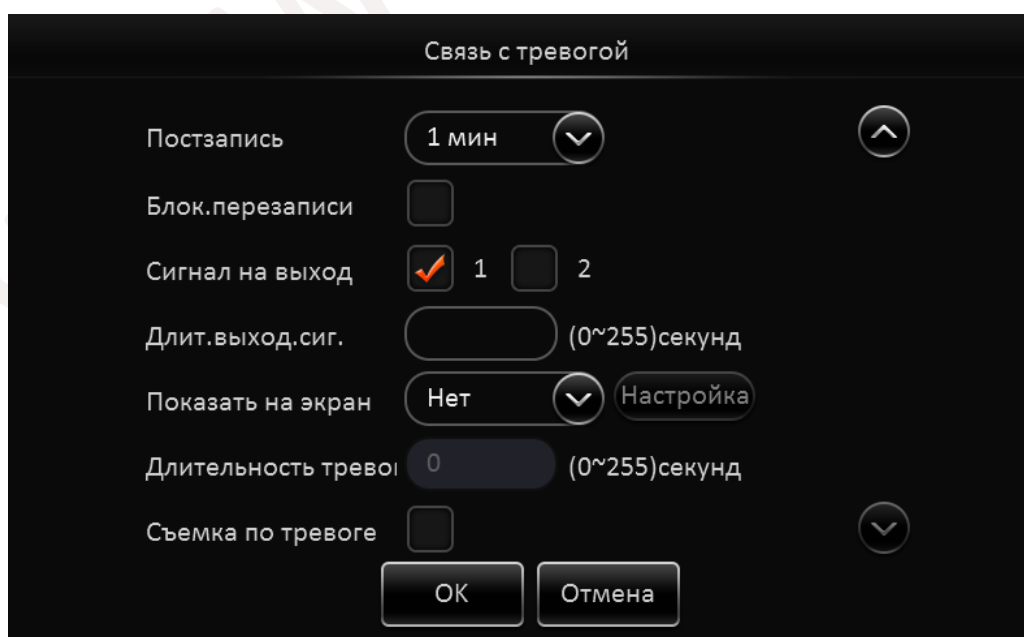 Связь с тревогой
Постзапись 1 мин
Блок.перезаписи
Сигнал на выход 1 2
Длит.выход.сиг. (0~255)секунд
Показать на экран Нет Настройка
Длительность трево 0 (0~255)секунд
Съемка по тревоге
OK Отмена